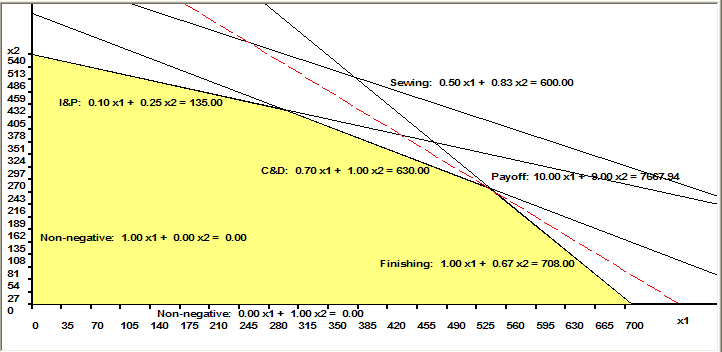 x2
540
513
486
459
432
405
378
351
324
297
270
243
216
189
162
135
108
81
54
27
0
Sewing: 0.50 x1 + 0.83 x2 = 600.00
I&P: 0.10 x1 + 0.25 x2 = 135.00
C&D: 0.70 x1 + 1.00 x2 = 630.00
Payoff: 10.00 x1 + 9.00 x2 = 7667.94
Non-negative: 1.00 x1 + 0.00 x2 = 0.00
Finishing: 1.00 x1 + 0.67 x2 = 708.00
Non-negative: 0.00 x1 + 1.00 x2 = 0.00
0 35 70 105 140 175 210 245 280 315 350 385 420 455 490 525 560 630 665 700
x1